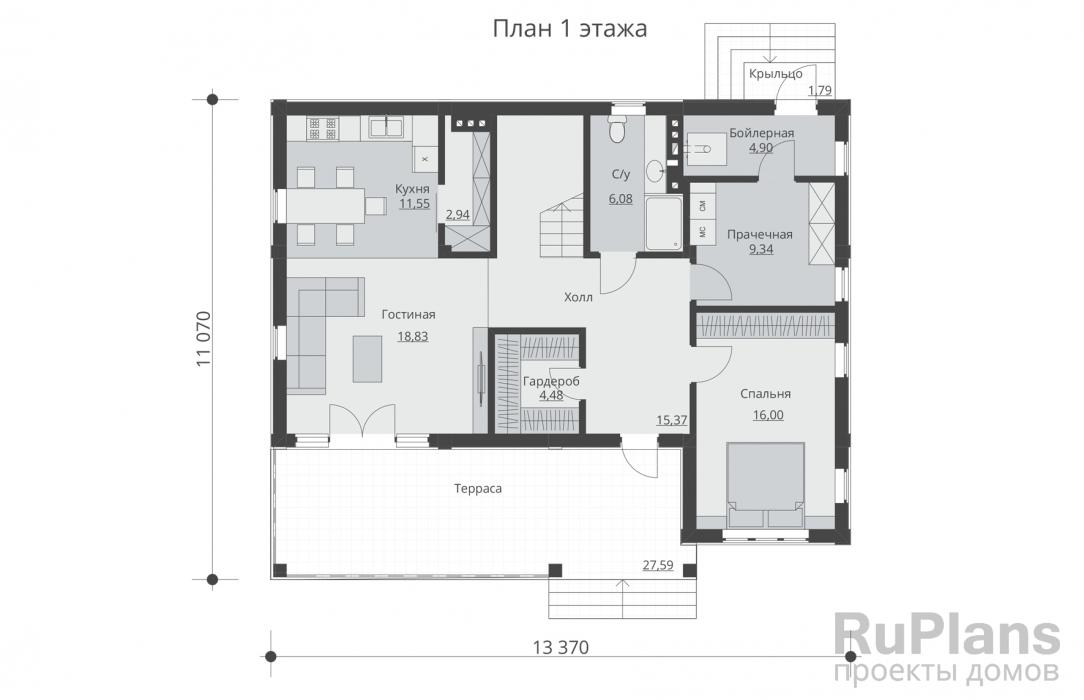 План 1 этажа
Крыльцо
1,79
Бойлерная
4,90
Кухня
11,55
х
2,94
С/у
6,08
СМ
МС
Прачечная
9,34
Холл
Гостиная
18,83
Гардероб
4,48
Спальня
16,00
15,37
Терраса
27,59
11 070
13 370
RuPlans
проекты домов